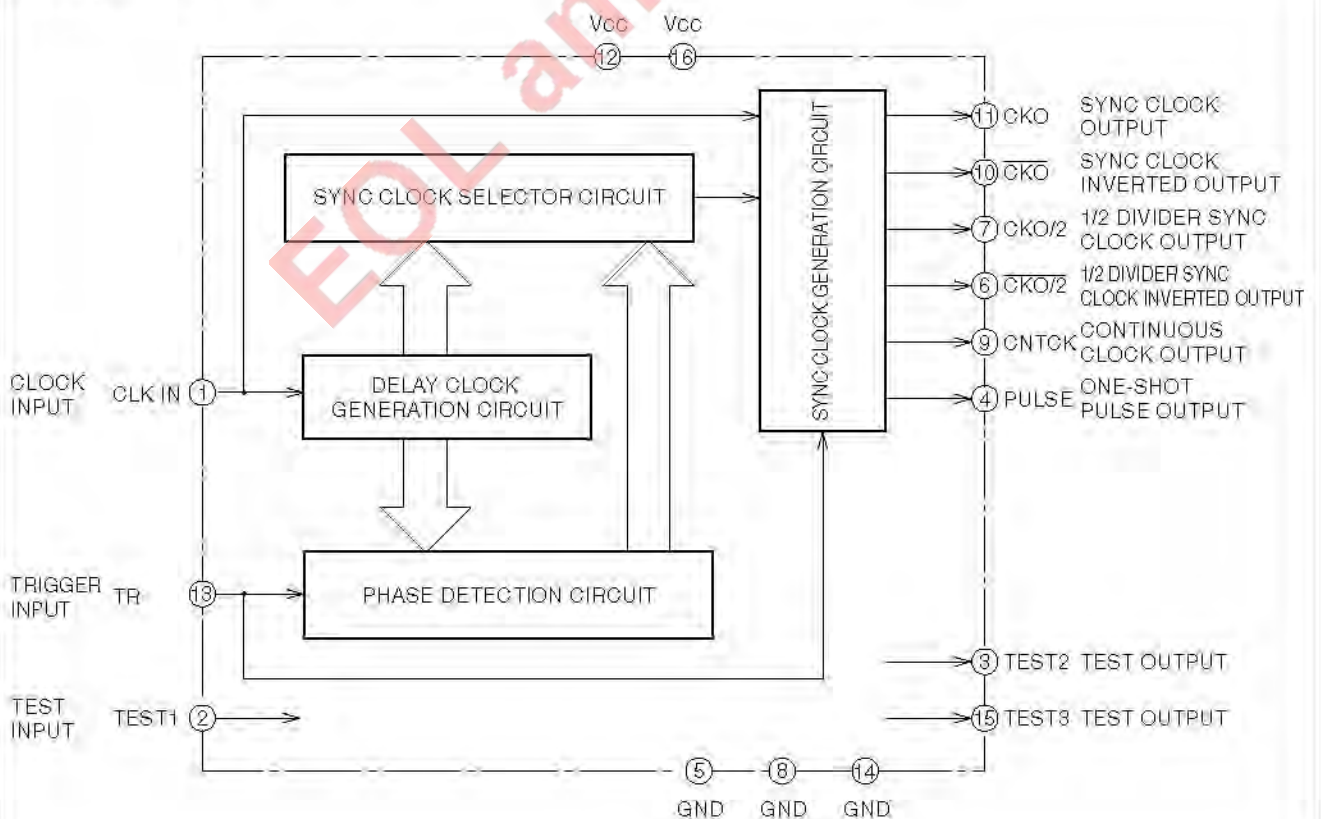 Vcc Vcc
12 16
EOL an
SYNC CLOCK SELECTOR CIRCUIT
SYNC CLOCK GENERATION CIRCUIT
11 CKO SYNC CLOCK
OUTPUT
10 CKO SYNC CLOCK
INVERTED OUTPUT
7 CKO/2 1/2 DIVIDER SYNC
CLOCK OUTPUT
6 CKO/2 1/2 DIVIDER SYNC
CLOCK INVERTED OUTPUT
9 CNTCK CONTINUOUS
CLOCK OUTPUT
4 PULSE ONE-SHOT
PULSE OUTPUT
CLOCK
INPUT
CLK IN 1
DELAY CLOCK
GENERATION CIRCUIT
TRIGGER
INPUT
TR 13
PHASE DETECTION CIRCUIT
3 TEST2 TEST OUTPUT
TEST
INPUT
TEST1 2
15 TEST3 TEST OUTPUT
5 8 14
GND GND GND